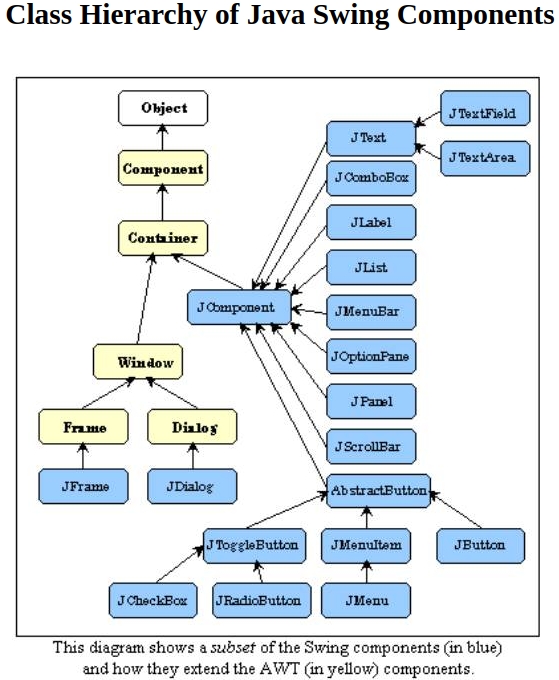 Class Hierarchy of Java Swing Components
Object
JTextField
JText
JTextArea
Component
JComboBox
JLabel
Container
JList
JComponent
JMenuBar
JOptionPane
Window
JPanel
Frame
Dialog
JScrollBar
JFrame
JDialog
AbstractButton
JToggleButton
JMenuItem
JButton
JCheckBox
JRadioButton
JMenu
This diagram shows a subset of the Swing components (in blue)
and how they extend the AWT (in yellow) components.